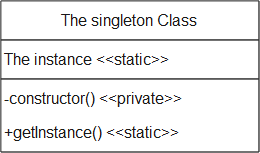 The singleton Class
The instance <<static>>
-constructor() <<private>>
+getInstance() <<static>>